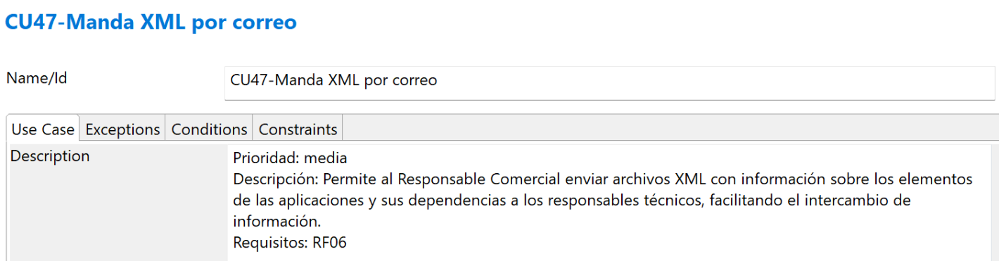 CU47-Manda XML por correo
Name/Id
CU47-Manda XML por correo
Use Case Exceptions Conditions Constraints
Description
Prioridad: media
Descripción: Permite al Responsable Comercial enviar archivos XML con información sobre los elementos
de las aplicaciones y sus dependencias a los responsables técnicos, facilitando el intercambio de
información.
Requisitos: RF06